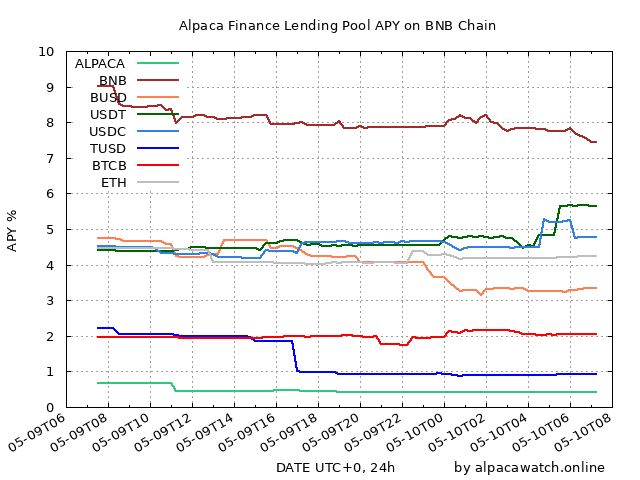 Alpaca Finance Lending Pool APY on BNB Chain
10
9
8
7
6
5
4
3
2
1
0
APY %
ALPACA
BNB
BUSD
USDT
USDC
TUSD
BTCB
ETH
05-09T06
05-09T08
05-09T10
05-09T12
05-09T14
05-09T16
05-09T18
05-09T20
05-09T22
05-10T00
05-10T02
05-10T04
05-10T06
05-10T08
DATE UTC+0, 24h
by alpacawatch.online